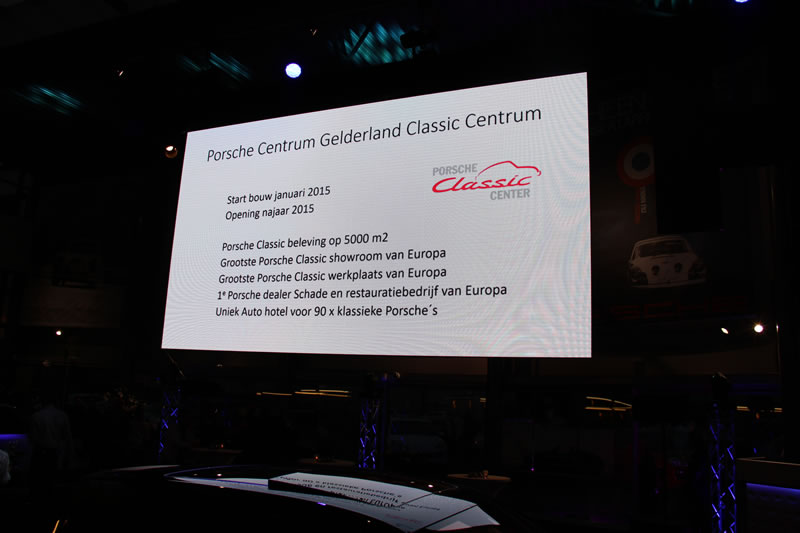 Porsche Centrum Gelderland Classic Centrum
PORSCHE
Classic
CENTER
Start bouw januari 2015
Opening najaar 2015
Porsche Classic beleving op 5000 m2
Grootste Porsche Classic showroom van Europa
Grootste Porsche Classic werkplaats van Europa
1e Porsche dealer Schade en restauratiebedrijf van Europa
Uniek Auto hotel voor 90 x klassieke Porsche´s